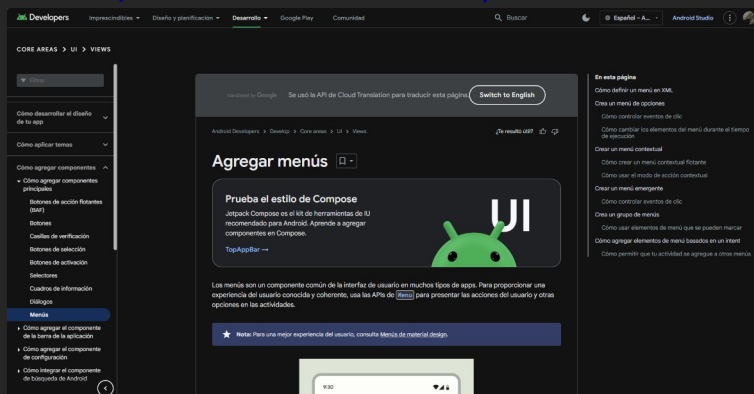 Developers
Imprescindibles
Diseño y planificación
Desarrollo
Google Play
Comunidad
Buscar
Español – A...
Android Studio
CORE AREAS > UI > VIEWS
Filtrar
Cómo desarrollar el diseño
de tu app
Cómo aplicar temas
Cómo agregar componentes
Cómo agregar componentes
principales
Botones de acción flotantes
(BAF)
Botones
Casillas de verificación
Botones de selección
Botones de activación
Selectores
Cuadros de información
Diálogos
Menús
Cómo agregar el componente
de la barra de la aplicación
Cómo agregar el componente
de configuración
Cómo integrar el componente
de búsqueda de Android
translated by Google
Se usó la API de Cloud Translation para traducir esta página.
Switch to English
Android Developers > Develop > Core areas > UI > Views
¿Te resultó útil?
Agregar menús
Prueba el estilo de Compose
Jetpack Compose es el kit de herramientas de IU
recomendado para Android. Aprende a agregar
componentes en Compose.
TopAppBar →
UI
Los menús son un componente común de la interfaz de usuario en muchos tipos de apps. Para proporcionar una
experiencia del usuario conocida y coherente, usa las APIs de Menu para presentar las acciones del usuario y otras
opciones en las actividades.
Nota: Para una mejor experiencia del usuario, consulta Menús de material design.
9:30
En esta página
Cómo definir un menú en XML
Crea un menú de opciones
Cómo controlar eventos de clic
Cómo cambiar los elementos del menú durante el tiempo
de ejecución
Crear un menú contextual
Cómo crear un menú contextual flotante
Cómo usar el modo de acción contextual
Crear un menú emergente
Cómo controlar eventos de clic
Crea un grupo de menús
Cómo usar elementos de menú que se pueden marcar
Cómo agregar elementos de menú basados en un intent
Cómo permitir que tu actividad se agregue a otros menús